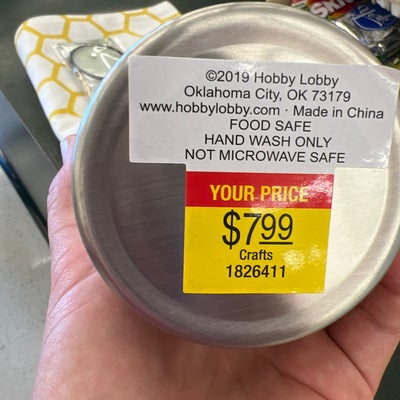 ©2019 Hobby Lobby
Oklahoma City, OK 73179
www.hobbylobby.com · Made in China
FOOD SAFE
HAND WASH ONLY
NOT MICROWAVE SAFE
YOUR PRICE
$7.99
Crafts
1826411